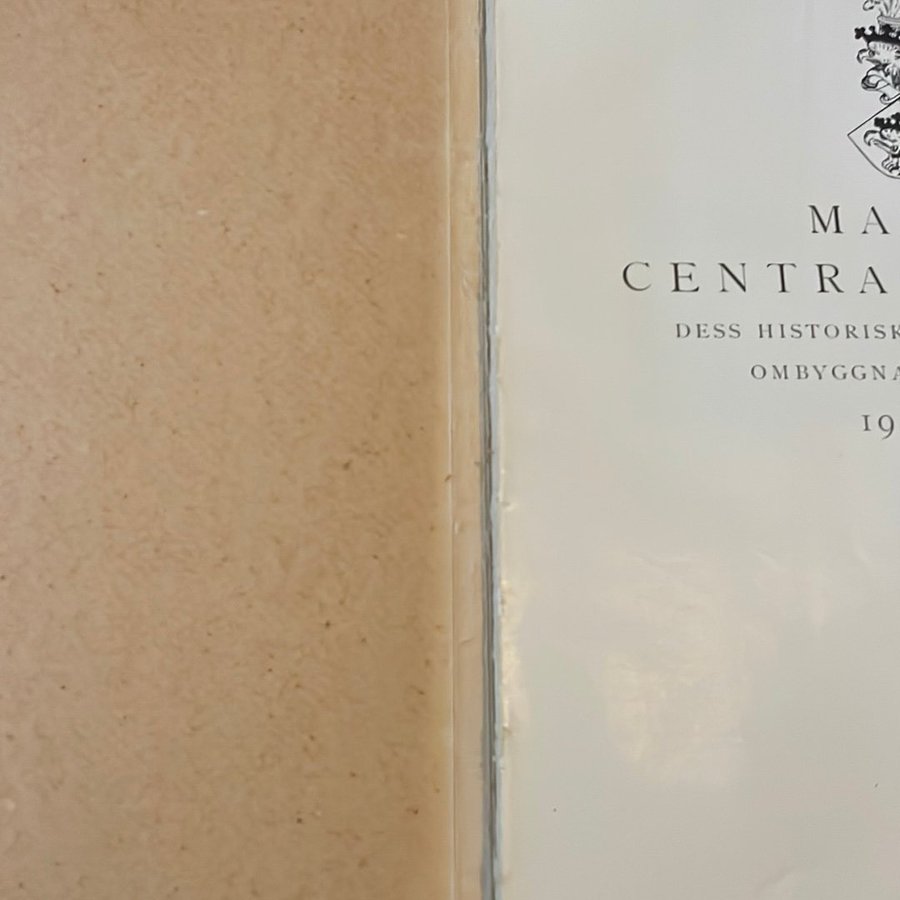 MA
CENTRA
DESS HISTORISK
OMBYGGNA
19